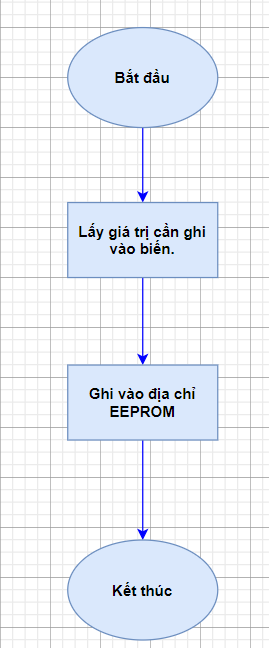 Bắt đầu
Lấy giá trị cần ghi
vào biến.
Ghi vào địa chỉ
EEPROM
Kết thúc